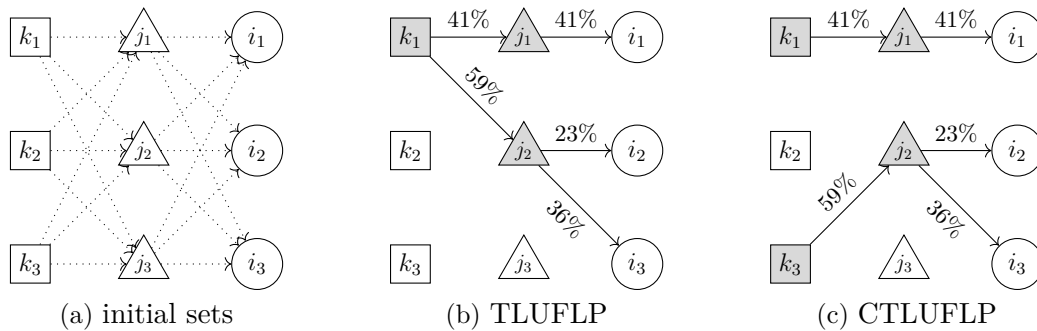 k₁ j₁ i₁
k₂ j₂ i₂
k₃ j₃ i₃
(a) initial sets
k₁ 41% j₁ 41% i₁
59%
k₂ j₂ 23% i₂
36%
k₃ j₃ i₃
(b) TLUFLP
k₁ 41% j₁ 41% i₁
k₂ j₂ 23% i₂
59% 36%
k₃ j₃ i₃
(c) CTLUFLP